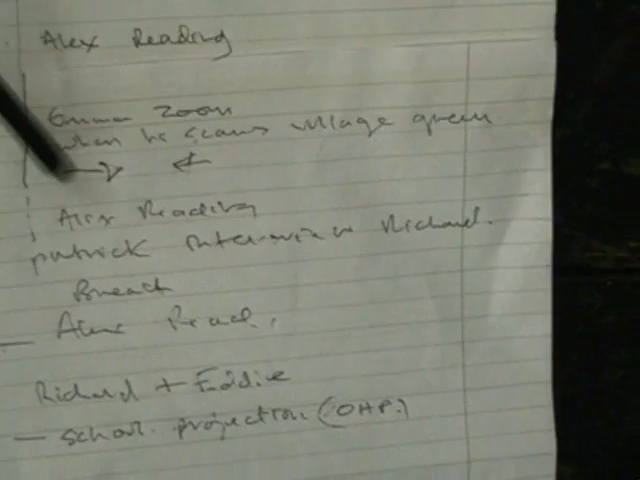 Alex Reading
Emma Zoom
when he scans village green
Alex Reading
patrick interview Richard.
Breach
— Alex Read.
Richard + Eddie
— school projection (OHP.)